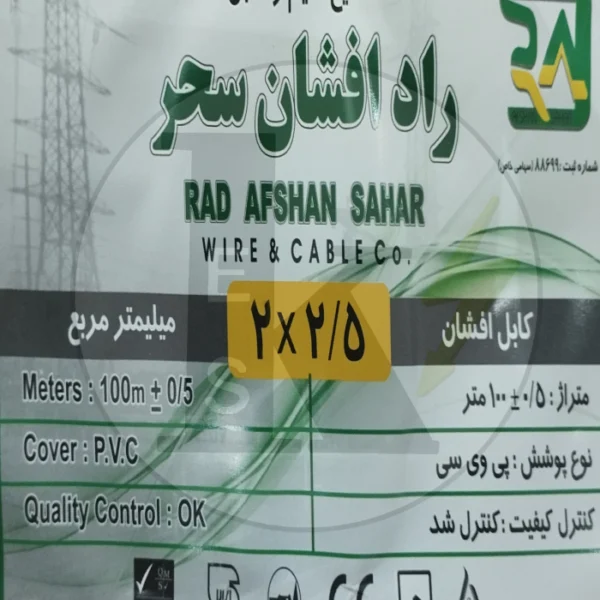 راد افشان سحر
شماره ثبت :۸۸۶۹۹ (سهامی خاص)
RAD AFSHAN SAHAR
WIRE & CABLE Co.
کابل افشان ۲x۲/۵ میلیمتر مربع
متراژ : ۰/۵±۱۰۰ متر
Meters : 100m ± 0/5
نوع پوشش : پی وی سی
Cover : P.V.C
کنترل کیفیت : کنترل شد
Quality Control : OK